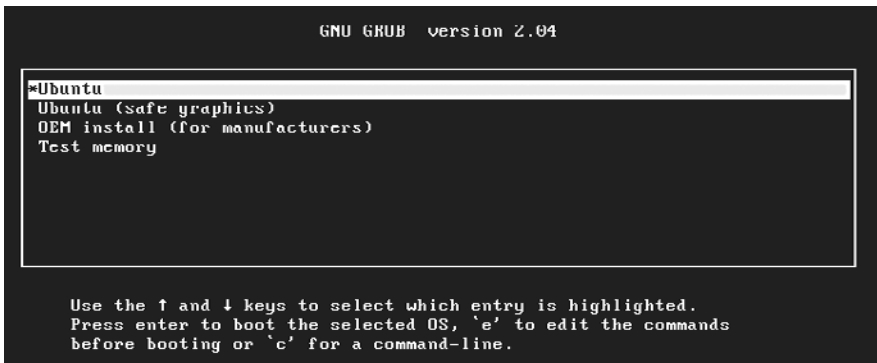 GNU GRUB version 2.04
*Ubuntu
Ubuntu (safe graphics)
OEM install (for manufacturers)
Test memory
Use the ↑ and ↓ keys to select which entry is highlighted.
Press enter to boot the selected OS, `e' to edit the commands
before booting or `c' for a command-line.